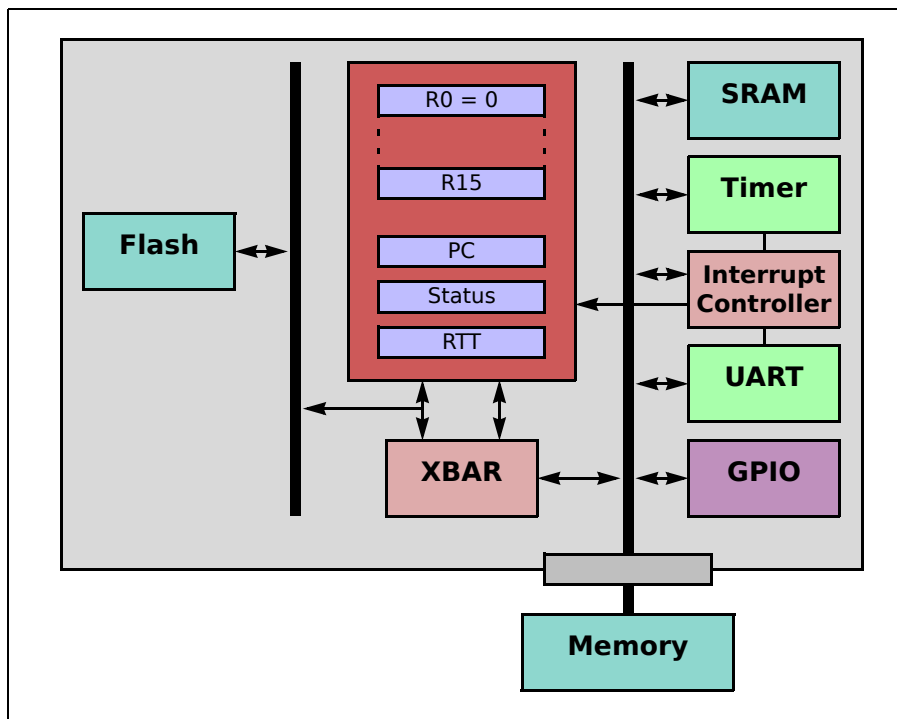 R0 = 0
R15
PC
Status
RTT
Flash
XBAR
SRAM
Timer
Interrupt
Controller
UART
GPIO
Memory